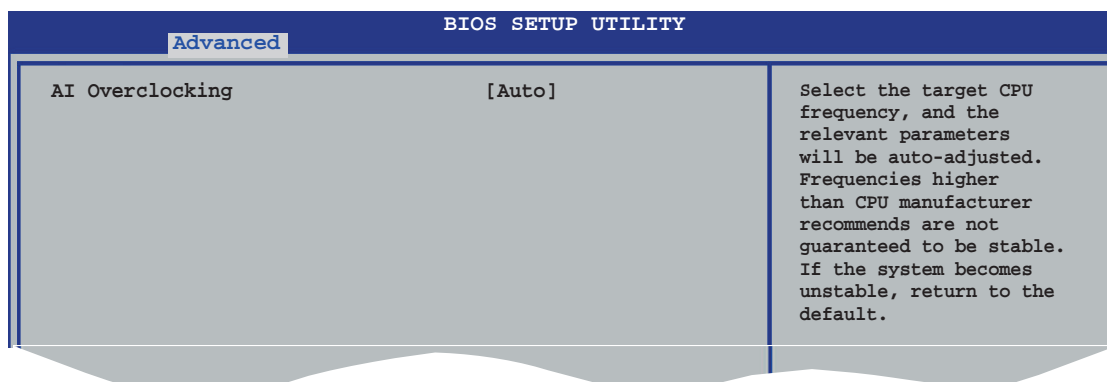 BIOS SETUP UTILITY
Advanced
AI Overclocking [Auto]
Select the target CPU
frequency, and the
relevant parameters
will be auto-adjusted.
Frequencies higher
than CPU manufacturer
recommends are not
guaranteed to be stable.
If the system becomes
unstable, return to the
default.